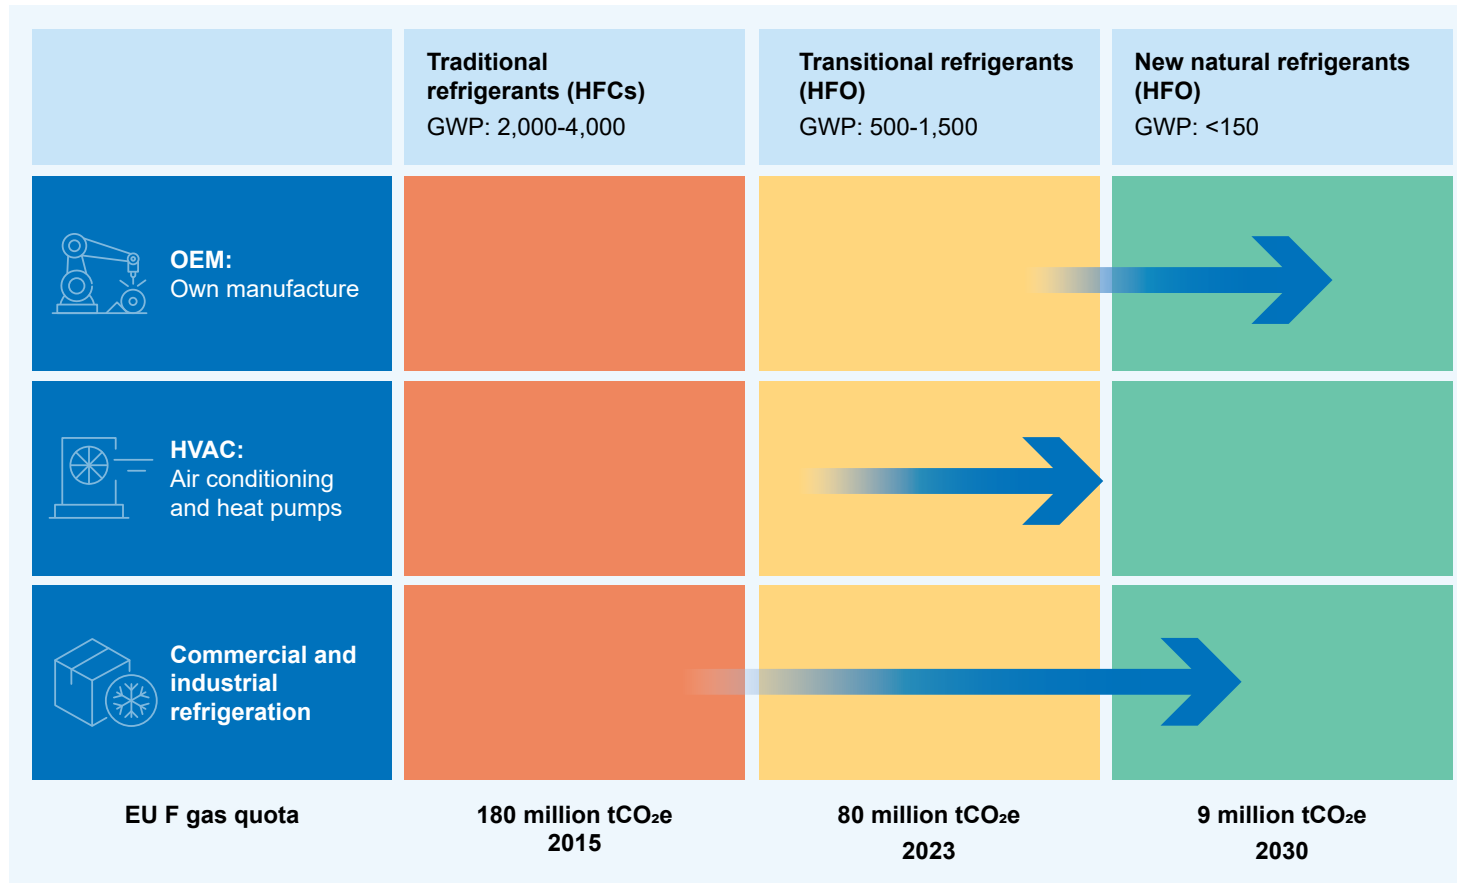 Traditional
refrigerants (HFCs)
GWP: 2,000-4,000
Transitional refrigerants
(HFO)
GWP: 500-1,500
New natural refrigerants
(HFO)
GWP: <150
OEM:
Own manufacture
HVAC:
Air conditioning
and heat pumps
Commercial and
industrial
refrigeration
EU F gas quota
180 million tCO₂e
2015
80 million tCO₂e
2023
9 million tCO₂e
2030